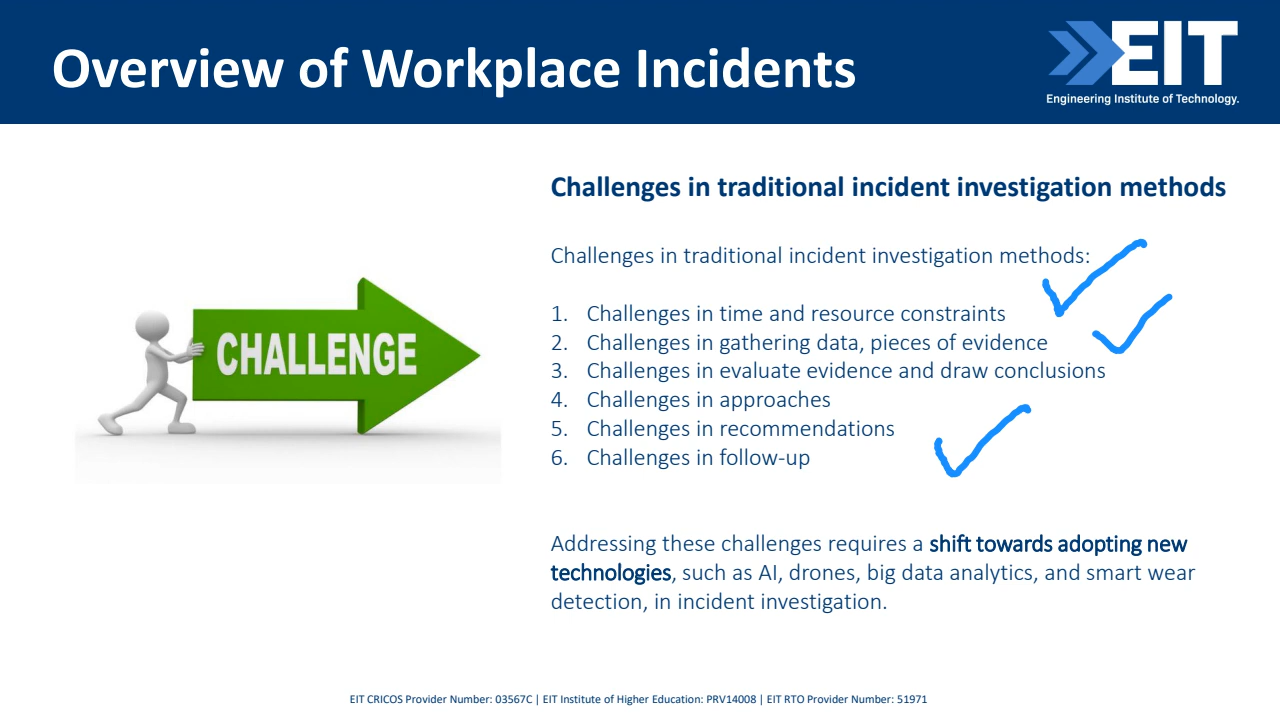 Overview of Workplace Incidents
EIT
Engineering Institute of Technology.
Challenges in traditional incident investigation methods
Challenges in traditional incident investigation methods:
1. Challenges in time and resource constraints
2. Challenges in gathering data, pieces of evidence
3. Challenges in evaluate evidence and draw conclusions
4. Challenges in approaches
5. Challenges in recommendations
6. Challenges in follow-up
CHALLENGE
Addressing these challenges requires a shift towards adopting new
technologies, such as AI, drones, big data analytics, and smart wear
detection, in incident investigation.
EIT CRICOS Provider Number: 03567C | EIT Institute of Higher Education: PRV14008 | EIT RTO Provider Number: 51971